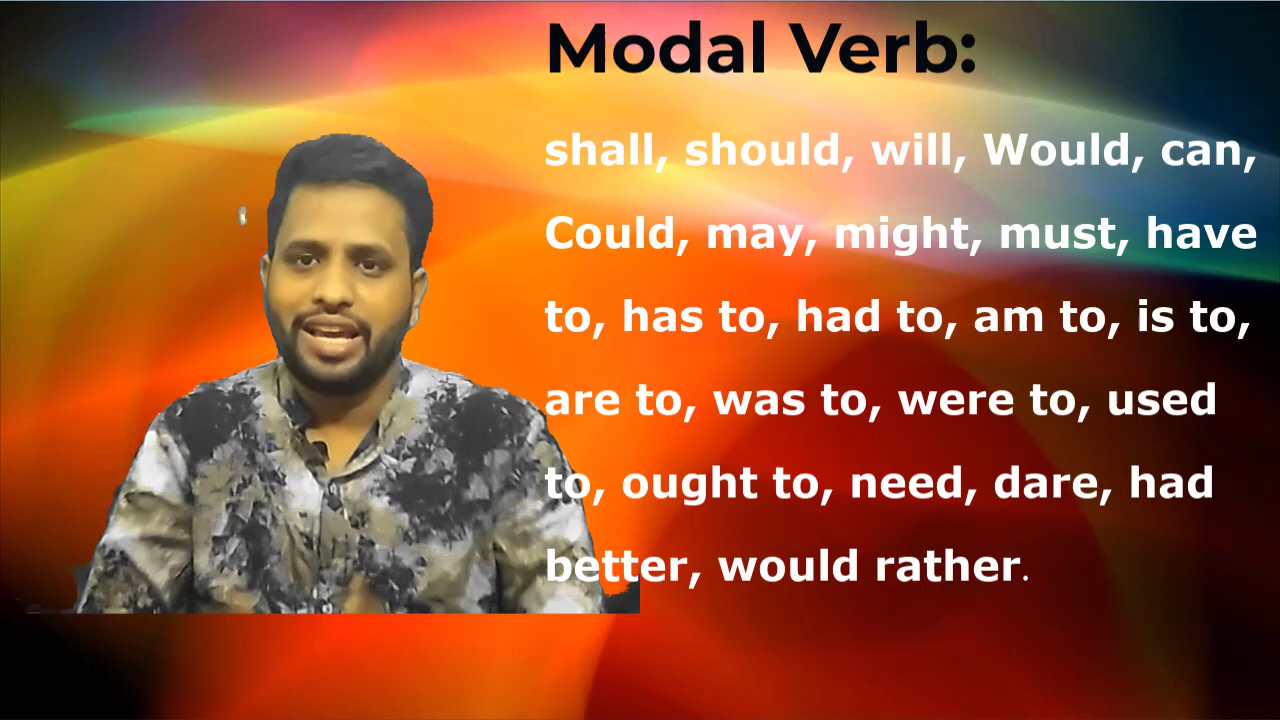 Modal Verb:
shall, should, will, Would, can,
Could, may, might, must, have
to, has to, had to, am to, is to,
are to, was to, were to, used
to, ought to, need, dare, had
better, would rather.